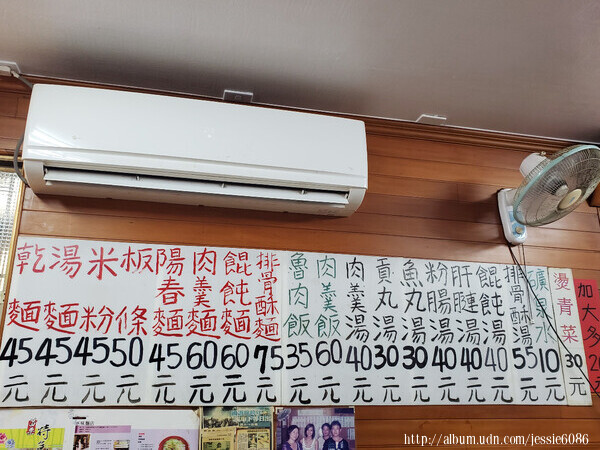 乾麵45元
湯麵45元
米粉45元
板條50元
陽春麵45元
肉羹麵60元
餛飩麵60元
排骨酥麵75元
魯肉飯35元
肉羹飯60元
肉羹湯40元
貢丸湯30元
魚丸湯30元
粉腸湯40元
肝腱湯40元
餛飩湯40元
排骨酥湯55元
礦泉水10元
燙青菜30元
加大多20元
http://album.udn.com/jessie6086